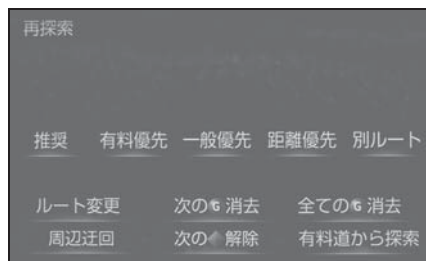 再探索
推奨 有料優先 一般優先 距離優先 別ルート
ルート変更 次の G 消去 全ての G 消去
周辺迂回 次の 解除 有料道から探索